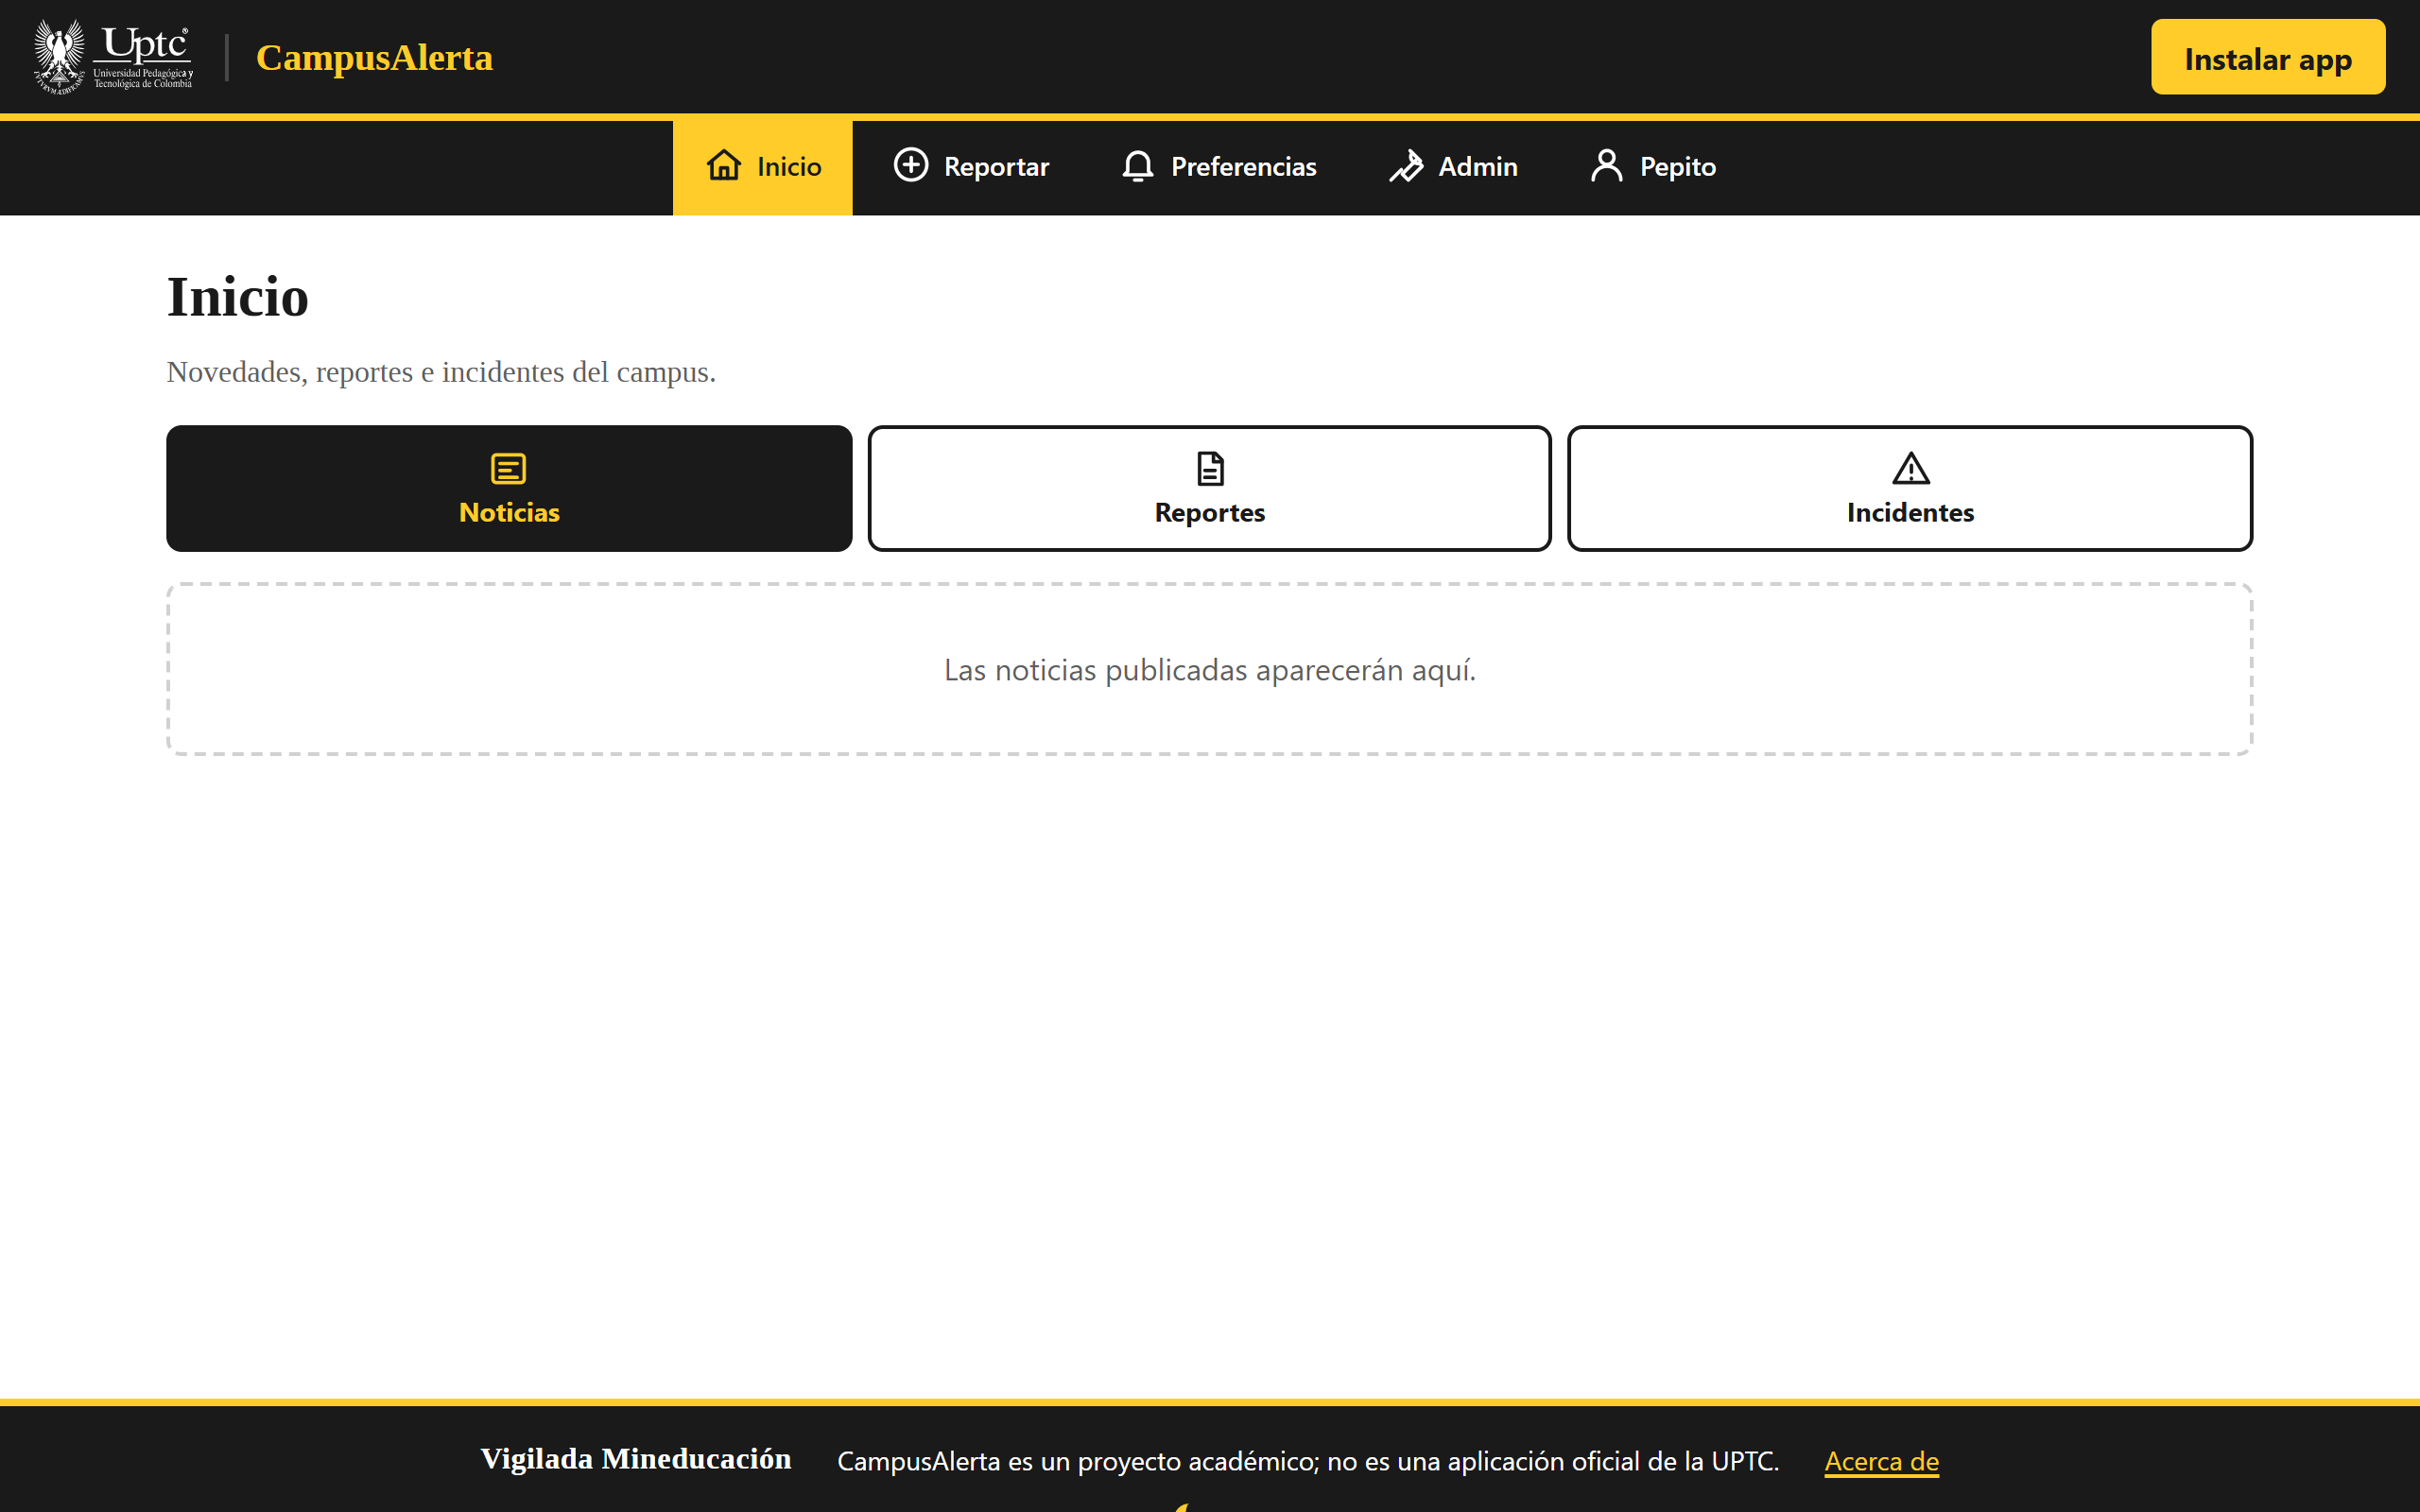 Uptc®
Universidad Pedagógica y
Tecnológica de Colombia
CampusAlerta
Instalar app
Inicio
Reportar
Preferencias
Admin
Pepito
Inicio
Novedades, reportes e incidentes del campus.
Noticias
Reportes
Incidentes
Las noticias publicadas aparecerán aquí.
Vigilada Mineducación
CampusAlerta es un proyecto académico; no es una aplicación oficial de la UPTC.
Acerca de